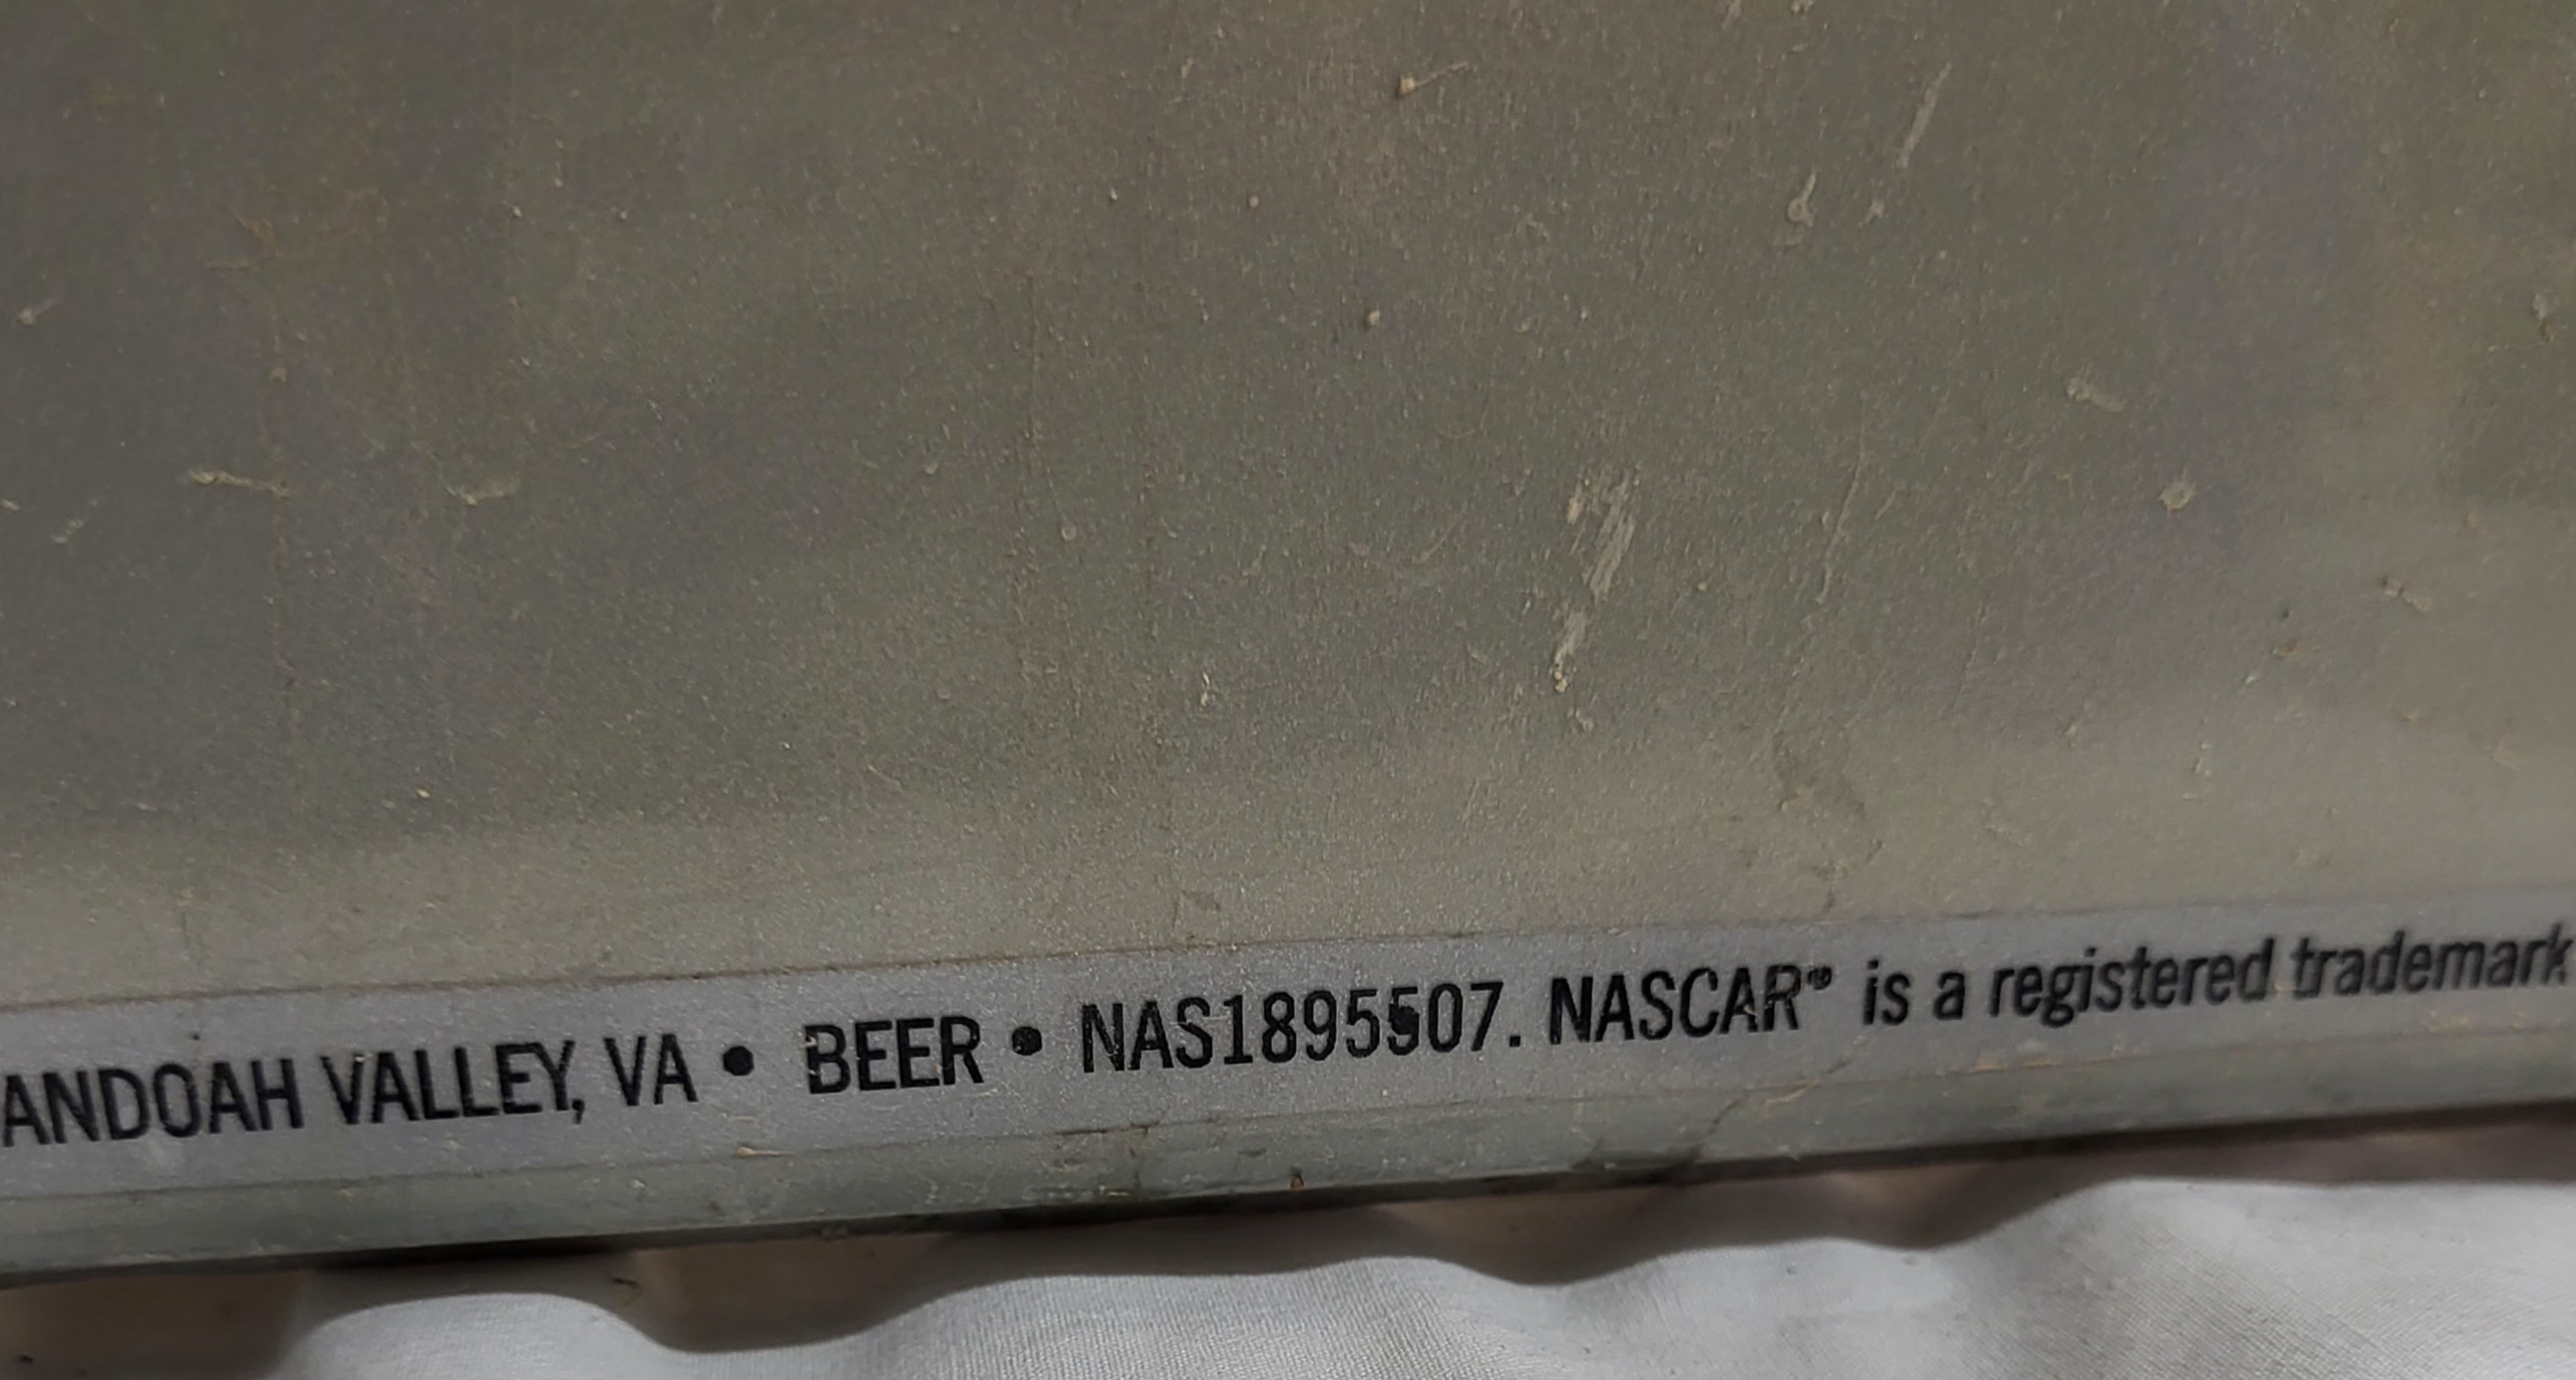 ANDOAH VALLEY, VA • BEER • NAS1895507. NASCAR® is a registered trademark